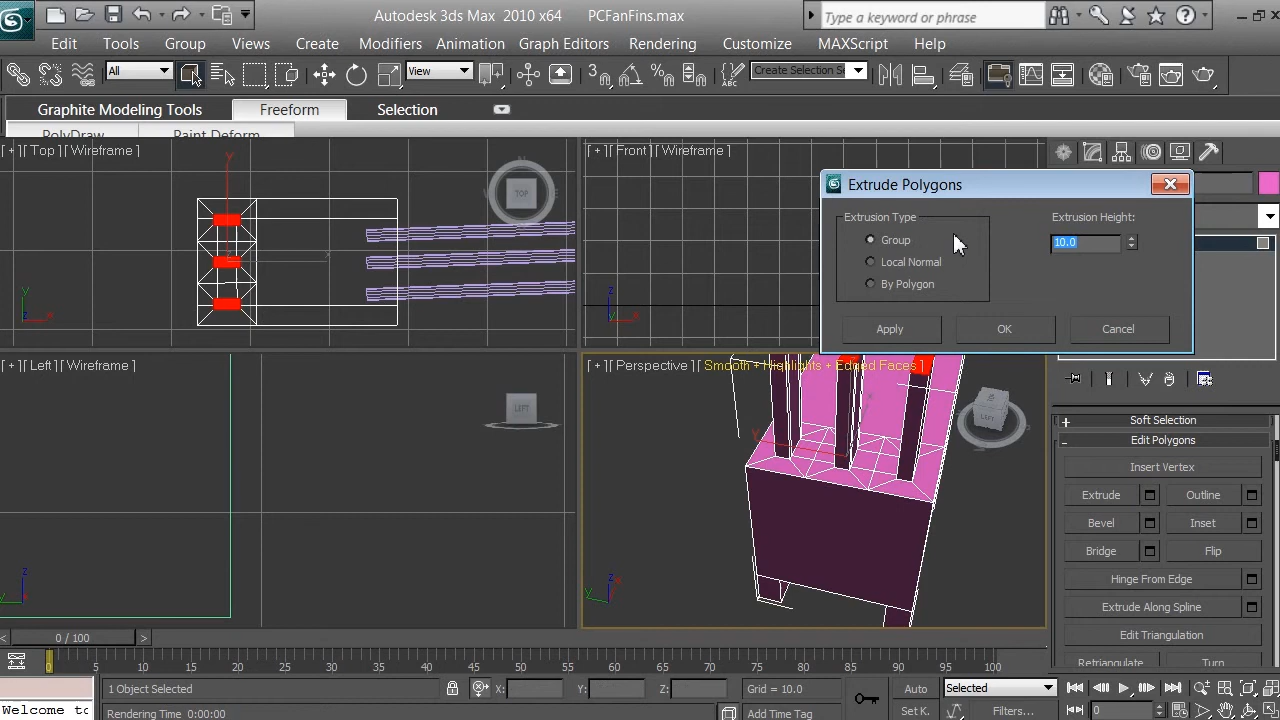 Autodesk 3ds Max 2010 x64 PCFanFins.max
Type a keyword or phrase
Edit Tools Group Views Create Modifiers Animation Graph Editors Rendering Customize MAXScript Help
All View Create Selection Se
Graphite Modeling Tools Freeform Selection
PolyDraw Paint Deform
[ + ] [ Top ] [ Wireframe ]
TOP
Y
y
x
[ + ] [ Front ] [ Wireframe ]
z
x
Extrude Polygons
Extrusion Type
Group
Local Normal
By Polygon
Extrusion Height:
10.0
Apply OK Cancel
[ + ] [ Left ] [ Wireframe ]
LEFT
z
y
[ + ] [ Perspective ] [ Smooth + Highlights + Edged Faces ]
LEFT
Y
z
y
x
Soft Selection
Edit Polygons
Insert Vertex
Extrude Outline
Bevel Inset
Bridge Flip
Hinge From Edge
Extrude Along Spline
Edit Triangulation
Retriangulate Turn
< 0 / 100 >
0 5 10 15 20 25 30 35 40 45 50 55 60 65 70 75 80 85 90 95 100
1 Object Selected X: Y: Z: Grid = 10.0 Auto Selected
Welcome to Rendering Time 0:00:00 Add Time Tag Set K. Filters... 0